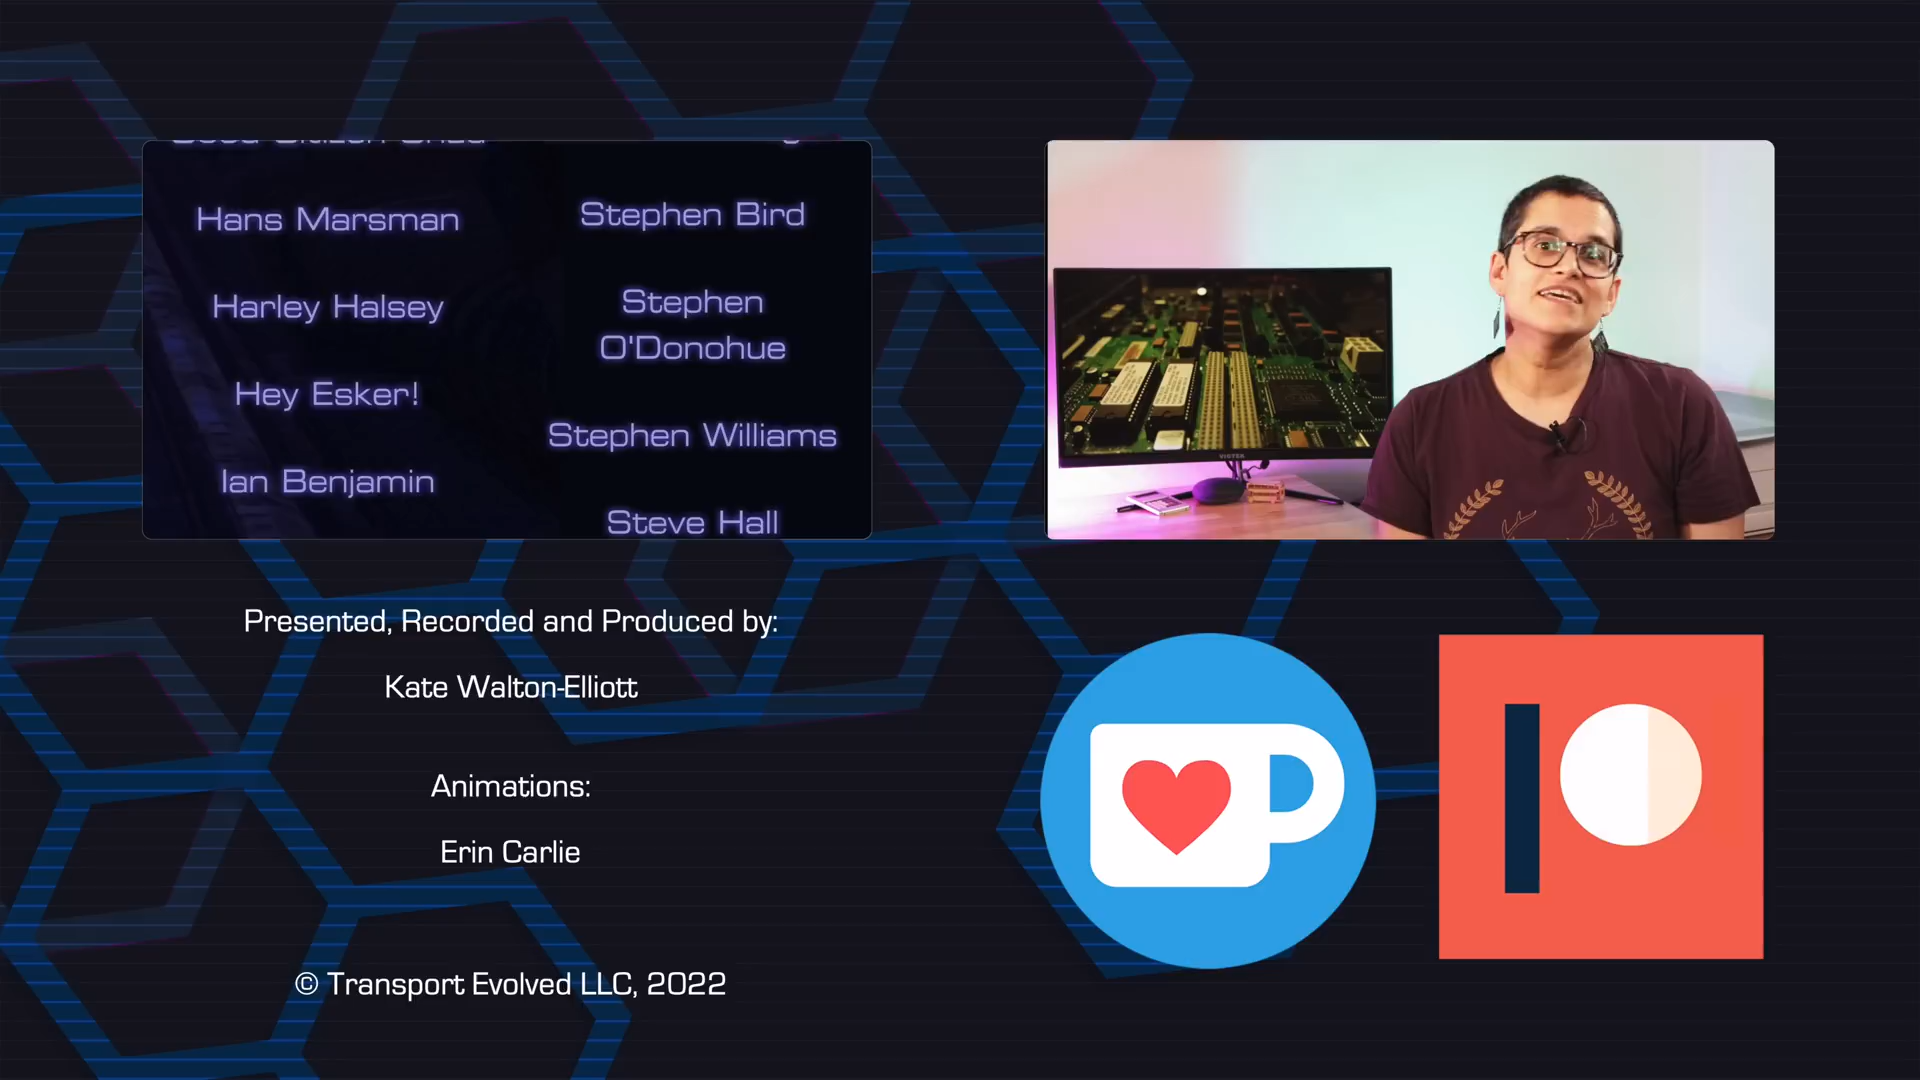 Hans Marsman
Harley Halsey
Hey Esker!
Ian Benjamin
Stephen Bird
Stephen
O'Donohue
Stephen Williams
Steve Hall
Presented, Recorded and Produced by:
Kate Walton-Elliott
Animations:
Erin Carlie
© Transport Evolved LLC, 2022